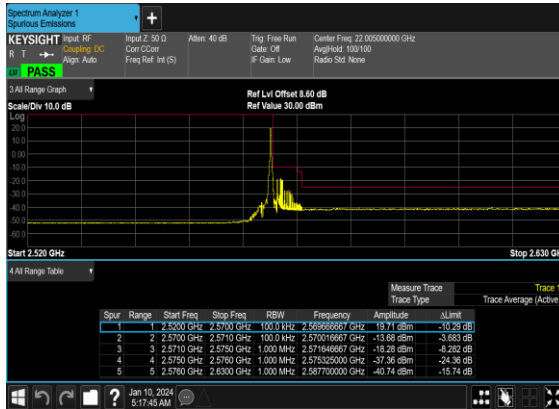 Spectrum Analyzer 1
Spurious Emissions
+
KEYSIGHT Input: RF Input Z: 50 Ω Atten: 40 dB Trig: Free Run Center Freq: 22.005000000 GHz
R T Coupling: DC Corr CCorr Gate: Off Avg|Hold: 100/100
Align: Auto Freq Ref: Int (S) IF Gain: Low Radio Std: None
PASS
3 All Range Graph Ref Lvl Offset 8.60 dB
Scale/Div 10.0 dB Ref Value 30.00 dBm
Log
20.0
10.0
0.00
-10.0
-20.0
-30.0
-40.0
-50.0
-60.0
Start 2.520 GHz Stop 2.630 G
4 All Range Table
Measure Trace Trace 1
Trace Type Trace Average (Active
Spur Range Start Freq Stop Freq RBW Frequency Amplitude ΔLimit
1 1 2.5200 GHz 2.5700 GHz 100.0 kHz 2.569666667 GHz 19.71 dBm -10.29 dB
2 2 2.5700 GHz 2.5710 GHz 100.0 kHz 2.570016667 GHz -13.68 dBm -3.683 dB
3 3 2.5710 GHz 2.5750 GHz 1.000 MHz 2.571646667 GHz -18.28 dBm -8.282 dB
4 4 2.5750 GHz 2.5760 GHz 1.000 MHz 2.575325000 GHz -37.36 dBm -24.36 dB
5 5 2.5760 GHz 2.6300 GHz 1.000 MHz 2.587700000 GHz -40.74 dBm -15.74 dB
? Jan 10, 2024
5:17:45 AM